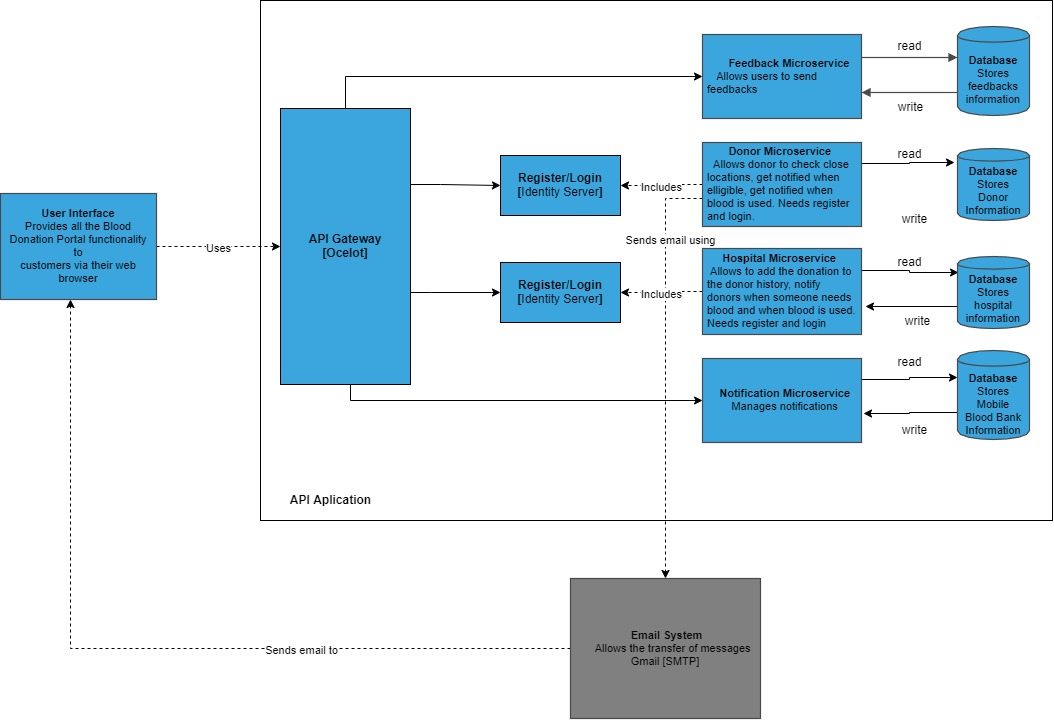 User Interface
Provides all the Blood
Donation Portal functionality
to
customers via their web
browser
Uses
API Gateway
[Ocelot]
Register/Login
[Identity Server]
Register/Login
[Identity Server]
Includes
Includes
Sends email using
Feedback Microservice
Allows users to send
feedbacks
read
write
Database
Stores
feedbacks
information
Donor Microservice
Allows donor to check close
locations, get notified when
elligible, get notified when
blood is used. Needs register
and login.
read
write
Database
Stores
Donor
Information
Hospital Microservice
Allows to add the donation to
the donor history, notify
donors when someone needs
blood and when blood is used.
Needs register and login
read
write
Database
Stores
hospital
information
Notification Microservice
Manages notifications
read
write
Database
Stores
Mobile
Blood Bank
Information
API Aplication
Email System
Allows the transfer of messages
Gmail [SMTP]
Sends email to